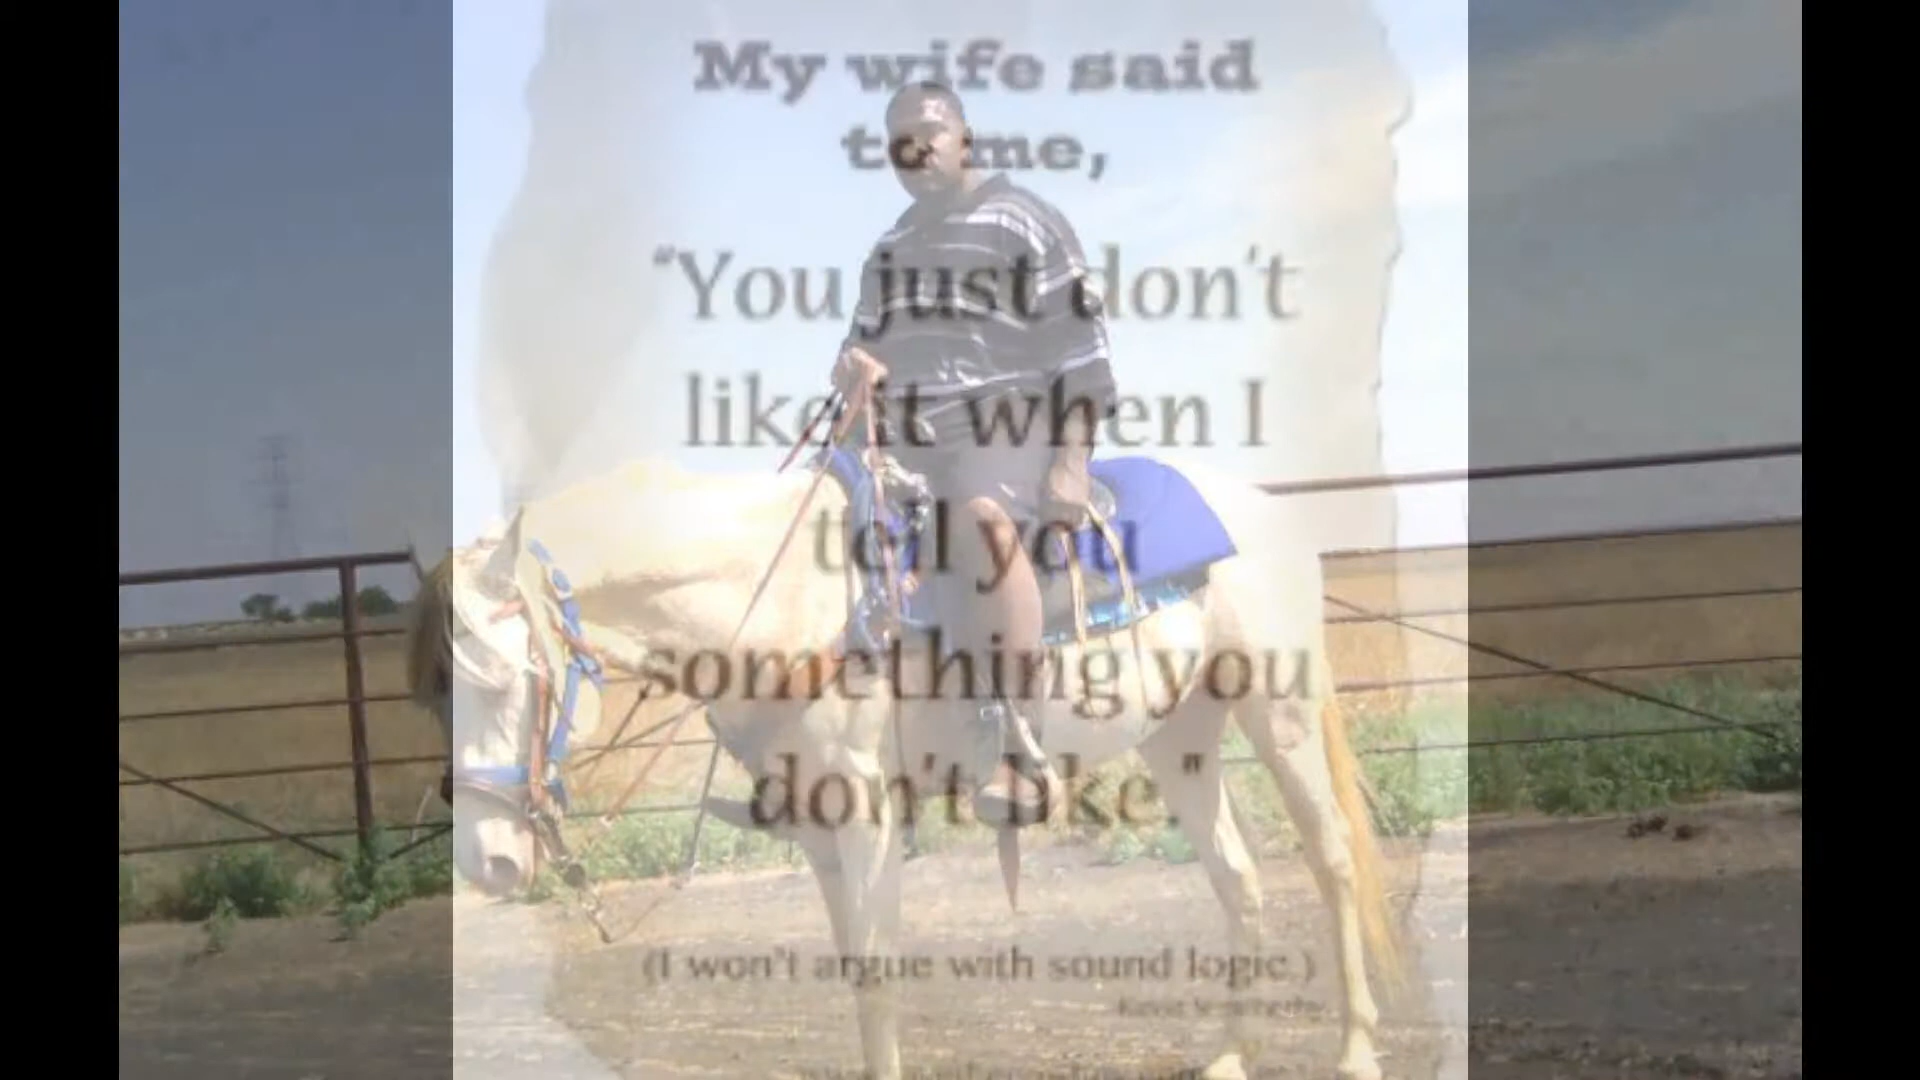 My wife said
to me,
“You just don't
like it when I
tell you
something you
don't like."
(I won't argue with sound logic.)